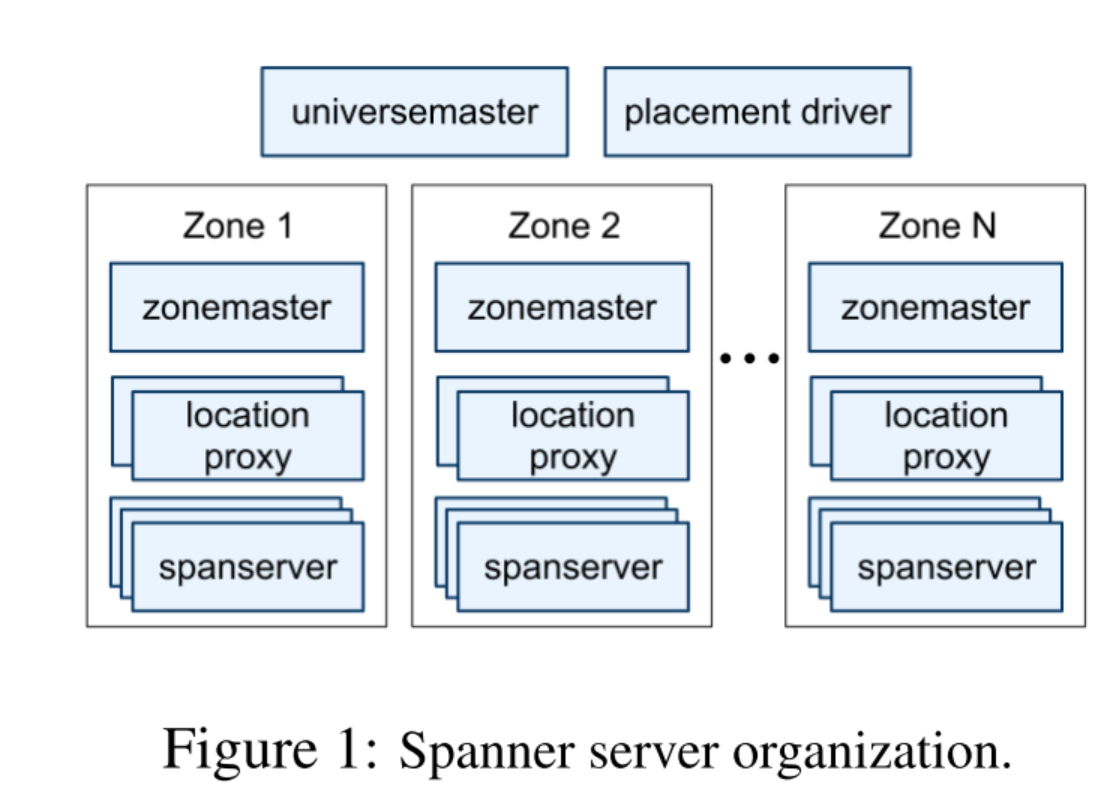 universemaster
placement driver
Zone 1
zonemaster
location
proxy
spanserver
Zone 2
zonemaster
location
proxy
spanserver
...
Zone N
zonemaster
location
proxy
spanserver
Figure 1: Spanner server organization.